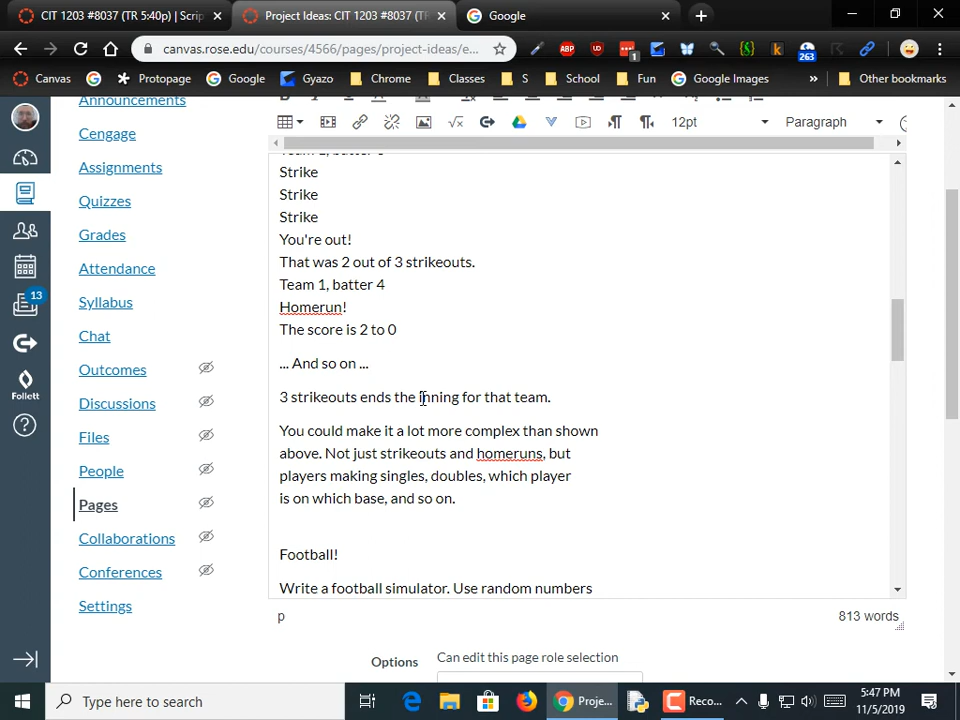 CIT 1203 #8037 (TR 5:40p) | Scrip
Project Ideas: CIT 1203 #8037 (TF
Google
canvas.rose.edu/courses/4566/pages/project-ideas/e...
ABP
1
263
Canvas
Protopage
Google
Gyazo
Chrome
Classes
S
School
Fun
Google Images
»
Other bookmarks
Announcements
Cengage
Assignments
Quizzes
Grades
Attendance
Syllabus
Chat
Outcomes
Discussions
Files
People
Pages
Collaborations
Conferences
Settings
13
Follett
12pt
Paragraph
Strike
Strike
Strike
You're out!
That was 2 out of 3 strikeouts.
Team 1, batter 4
Homerun!
The score is 2 to 0
... And so on ...
3 strikeouts ends the inning for that team.
You could make it a lot more complex than shown
above. Not just strikeouts and homeruns, but
players making singles, doubles, which player
is on which base, and so on.
Football!
Write a football simulator. Use random numbers
p
813 words
Options
Can edit this page role selection
Type here to search
Proje...
Reco...
5:47 PM
11/5/2019